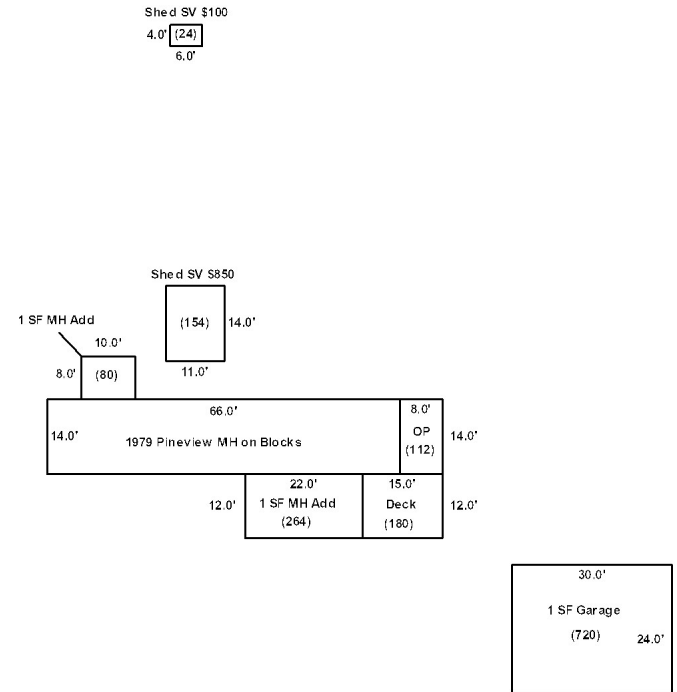 Shed SV $100
4.0' (24)
6.0'
Shed SV $850
(154) 14.0'
11.0'
1 SF MH Add
10.0'
8.0' (80)
66.0'
14.0' 1979 Pineview MH on Blocks
8.0'
OP
(112)
14.0'
22.0'
12.0' 1 SF MH Add
(264)
15.0'
Deck
(180)
12.0'
30.0'
1 SF Garage
(720)
24.0'